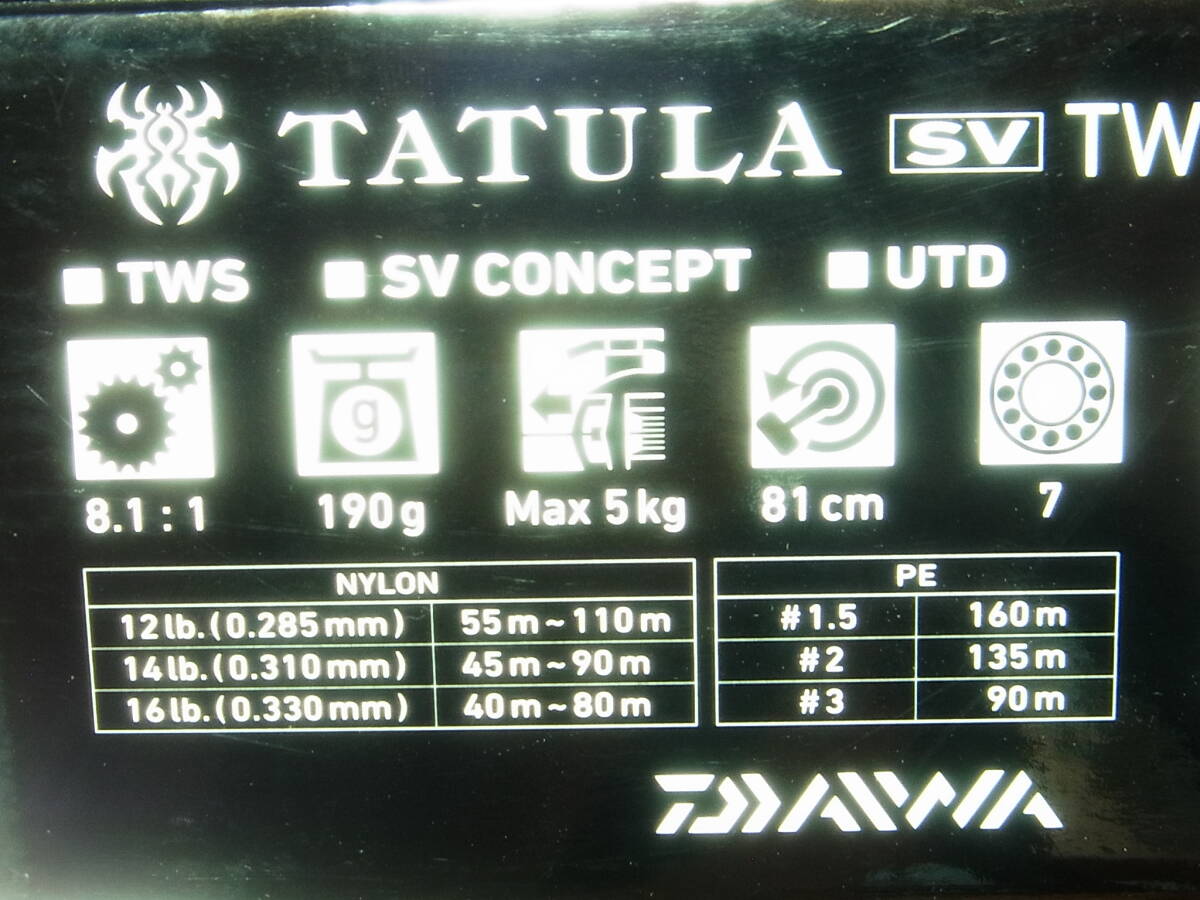 TATULA SV TW
■ TWS ■ SV CONCEPT ■ UTD
g
8.1 : 1 190g Max 5kg 81cm 7
NYLON PE
12lb.(0.285mm) 55m~110m #1.5 160m
14lb.(0.310mm) 45m~90m #2 135m
16lb.(0.330mm) 40m~80m #3 90m
DAIWA